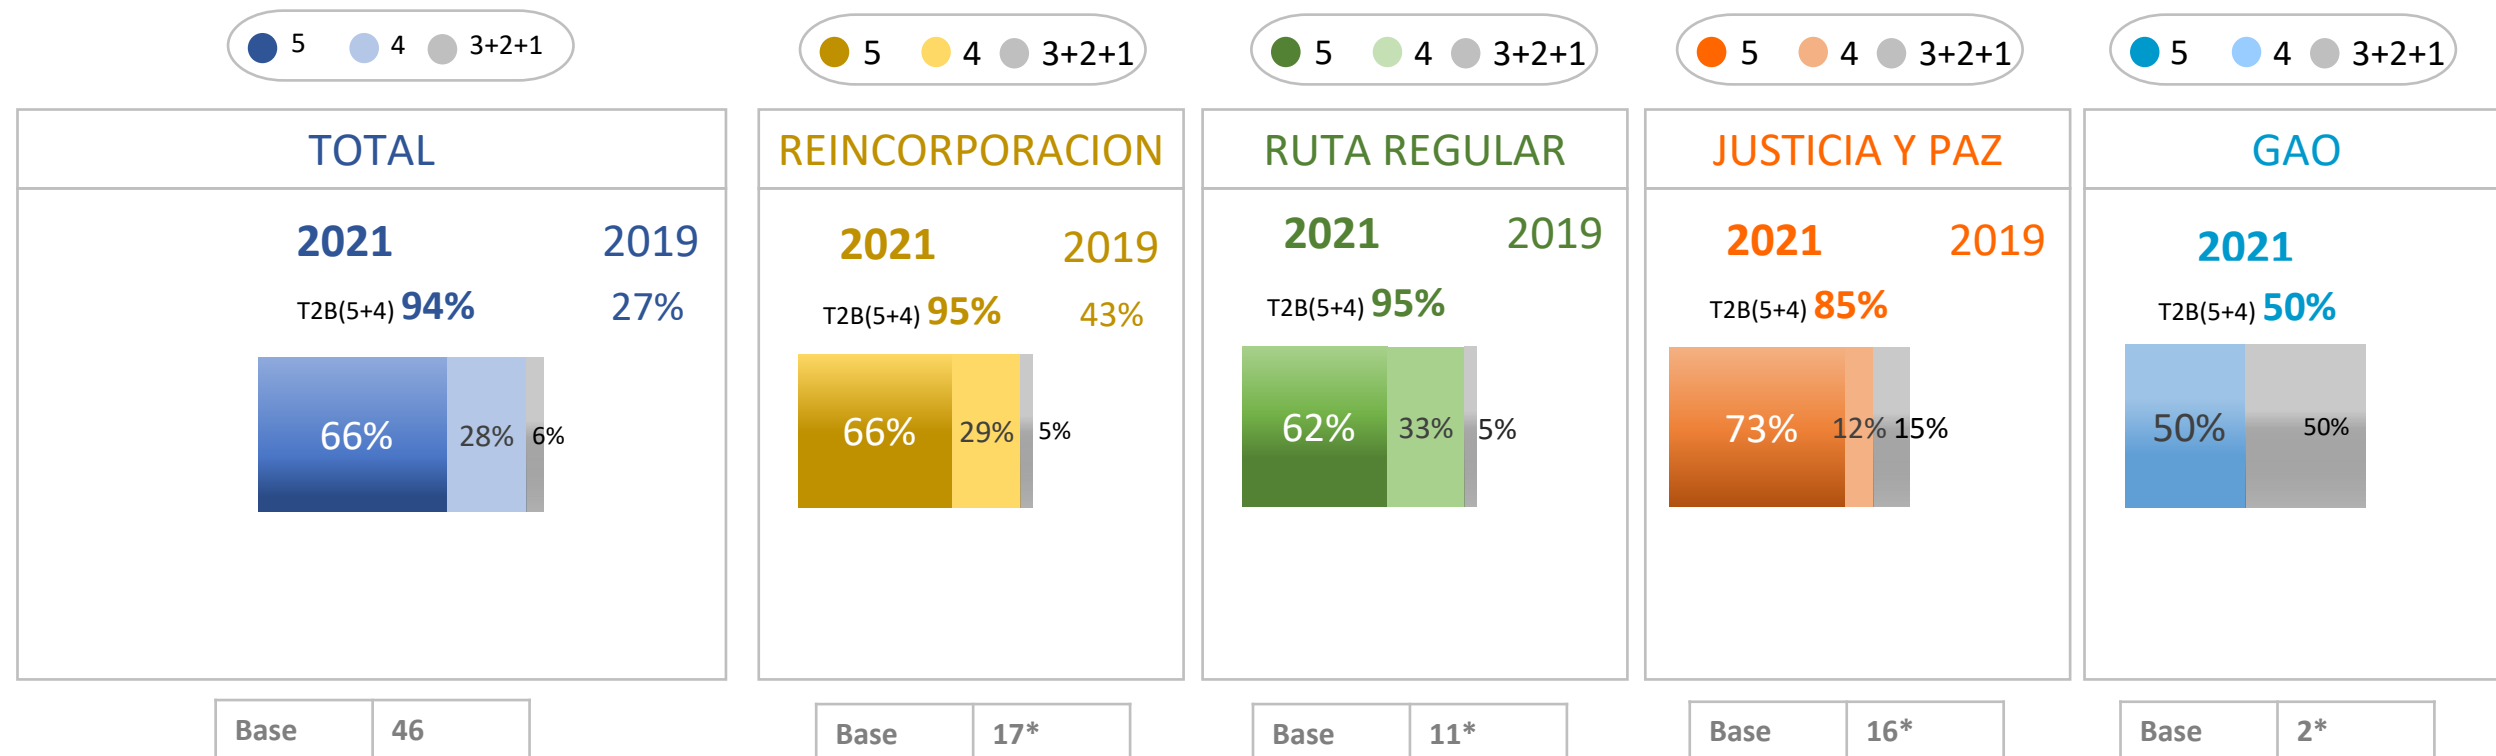 5 4 3+2+1
5 4 3+2+1
5 4 3+2+1
5 4 3+2+1
5 4 3+2+1
TOTAL
2021 2019
T2B(5+4) 94% 27%
66% 28% 6%
Base 46
REINCORPORACION
2021 2019
T2B(5+4) 95% 43%
66% 29% 5%
Base 17*
RUTA REGULAR
2021 2019
T2B(5+4) 95%
62% 33% 5%
Base 11*
JUSTICIA Y PAZ
2021 2019
T2B(5+4) 85%
73% 12% 15%
Base 16*
GAO
2021
T2B(5+4) 50%
50% 50%
Base 2*